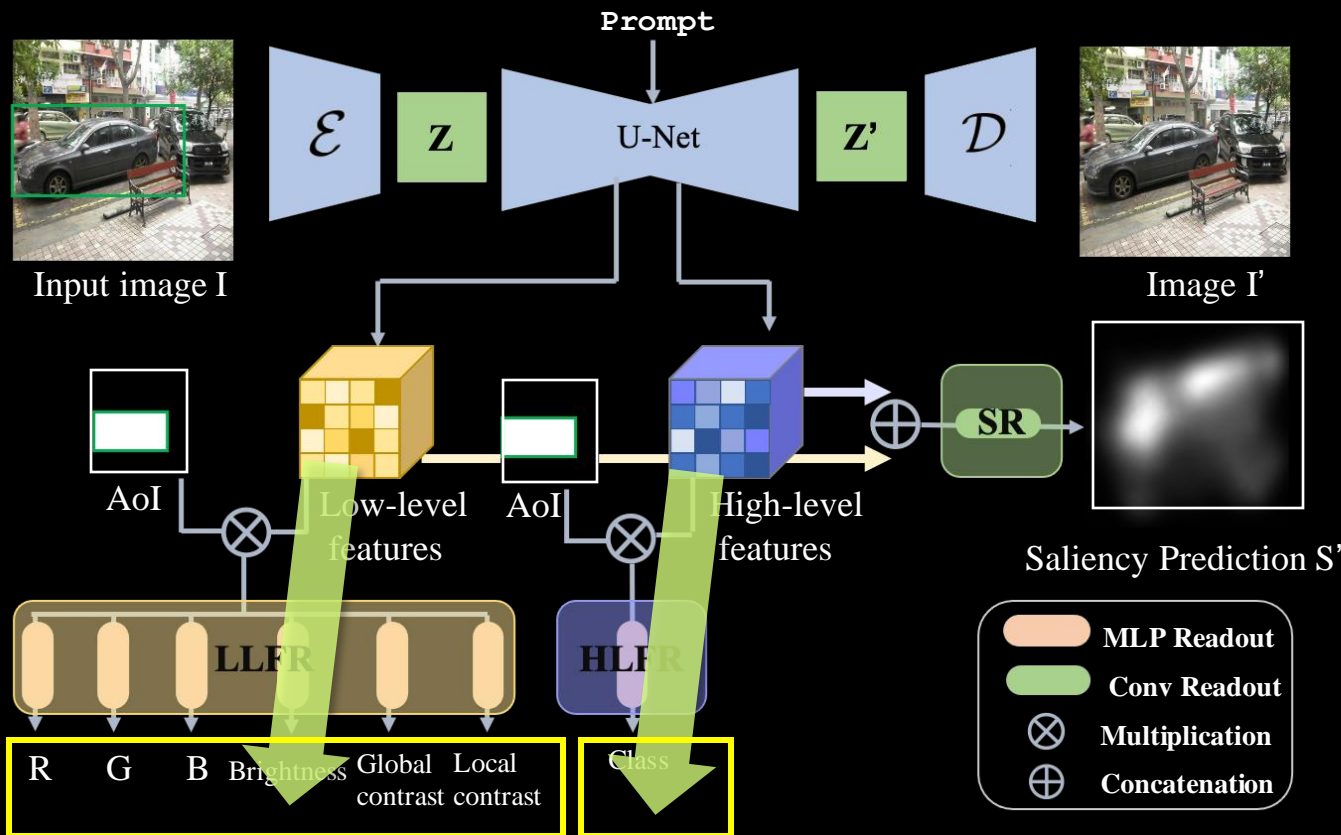 Prompt
ℰ
Z
U-Net
Z’
𝒟
Input image I
Image I’
AoI
Low-level
features
AoI
High-level
features
SR
Saliency Prediction S’
LLFR
HLFR
R
G
B
Brightness
Global
contrast
Local
contrast
Class
MLP Readout
Conv Readout
Multiplication
Concatenation